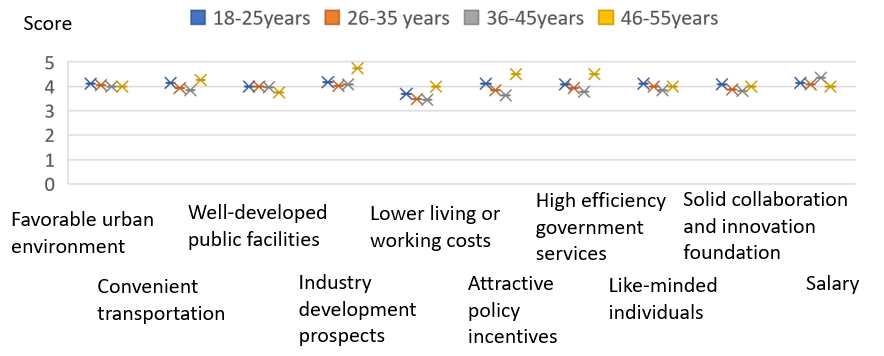 Score
18-25years 26-35 years 36-45years 46-55years
5
4
3
2
1
0
Favorable urban
environment
Convenient
transportation
Well-developed
public facilities
Industry
development
prospects
Lower living or
working costs
Attractive
policy
incentives
High efficiency
government
services
Like-minded
individuals
Solid collaboration
and innovation
foundation
Salary